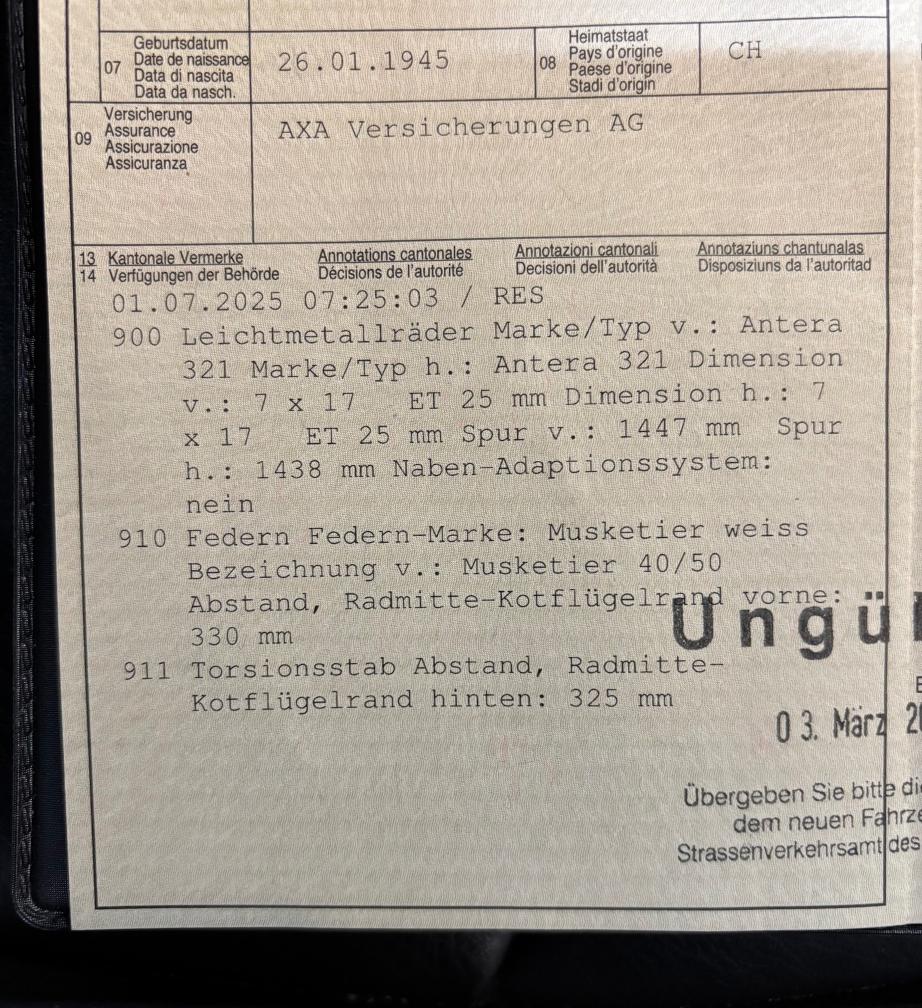 07 Geburtsdatum
Date de naissance
Data di nascita
Data da nasch.
26.01.1945
08 Heimatstaat
Pays d'origine
Paese d'origine
Stadi d'origin
CH
09 Versicherung
Assurance
Assicurazione
Assicuranza
AXA Versicherungen AG
13 Kantonale Vermerke Annotations cantonales Annotazioni cantonali Annotaziuns chantunalas
14 Verfügungen der Behörde Décisions de l'autorité Decisioni dell'autorità Disposiziuns da l'autoritad
01.07.2025 07:25:03 / RES
900 Leichtmetallräder Marke/Typ v.: Antera
321 Marke/Typ h.: Antera 321 Dimension
v.: 7 x 17 ET 25 mm Dimension h.: 7
x 17 ET 25 mm Spur v.: 1447 mm Spur
h.: 1438 mm Naben-Adaptionssystem:
nein
910 Federn Federn-Marke: Musketier weiss
Bezeichnung v.: Musketier 40/50
Abstand, Radmitte-Kotflügelrand vorne:
330 mm
Ungü
911 Torsionsstab Abstand, Radmitte-
Kotflügelrand hinten: 325 mm
03. März
Übergeben Sie bitte
dem neuen
Strassenverkehrsamt des